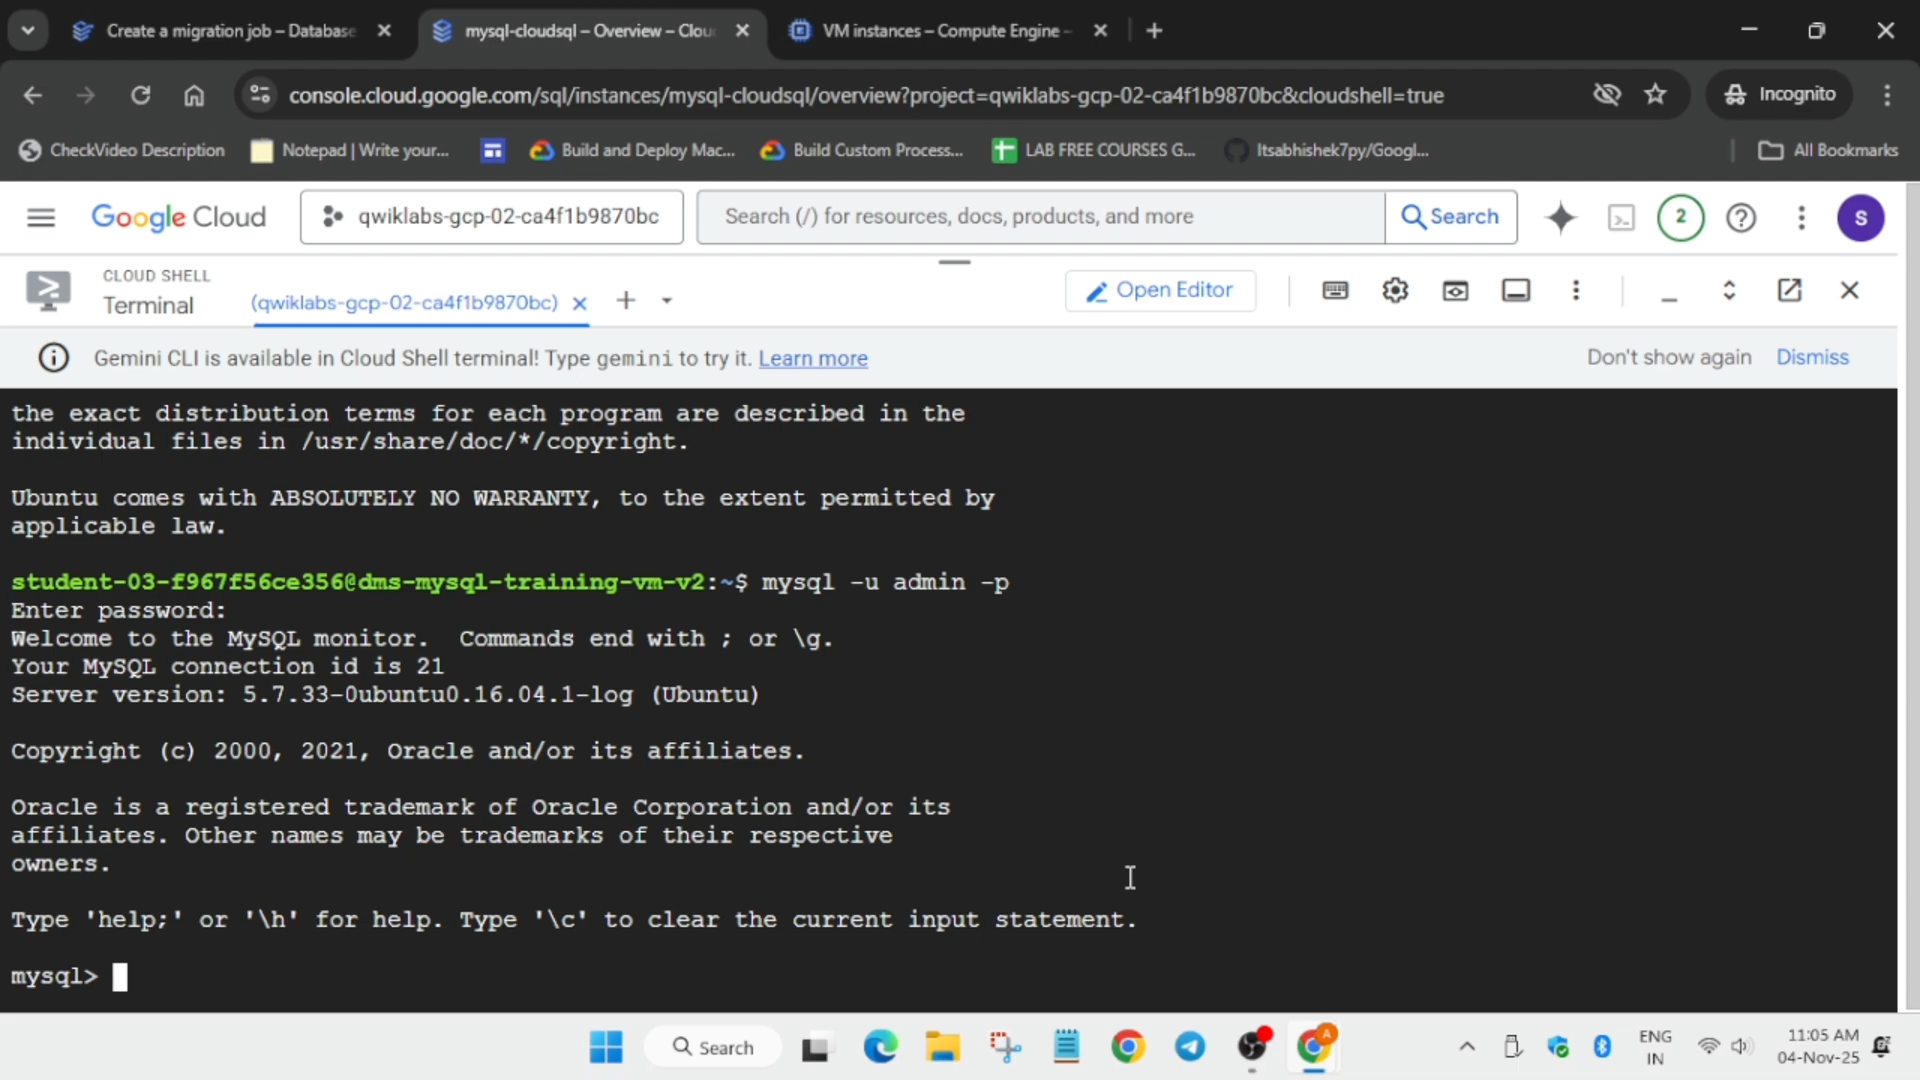 Create a migration job – Database
mysql-cloudsql – Overview – Clou
VM instances – Compute Engine –
console.cloud.google.com/sql/instances/mysql-cloudsql/overview?project=qwiklabs-gcp-02-ca4f1b9870bc&cloudshell=true
Incognito
CheckVideo Description
Notepad | Write your...
Build and Deploy Mac...
Build Custom Process...
LAB FREE COURSES G...
Itsabhishek7py/Googl...
All Bookmarks
Google Cloud
qwiklabs-gcp-02-ca4f1b9870bc
Search (/) for resources, docs, products, and more
Search
2
S
CLOUD SHELL
Terminal
(qwiklabs-gcp-02-ca4f1b9870bc)
Open Editor
Gemini CLI is available in Cloud Shell terminal! Type gemini to try it. Learn more
Don't show again
Dismiss
the exact distribution terms for each program are described in the
individual files in /usr/share/doc/*/copyright.
Ubuntu comes with ABSOLUTELY NO WARRANTY, to the extent permitted by
applicable law.
student-03-f967f56ce356@dms-mysql-training-vm-v2:~$ mysql -u admin -p
Enter password:
Welcome to the MySQL monitor.  Commands end with ; or \g.
Your MySQL connection id is 21
Server version: 5.7.33-0ubuntu0.16.04.1-log (Ubuntu)
Copyright (c) 2000, 2021, Oracle and/or its affiliates.
Oracle is a registered trademark of Oracle Corporation and/or its
affiliates. Other names may be trademarks of their respective
owners.
Type 'help;' or '\h' for help. Type '\c' to clear the current input statement.
mysql>
Search
A
ENG
IN
11:05 AM
04-Nov-25